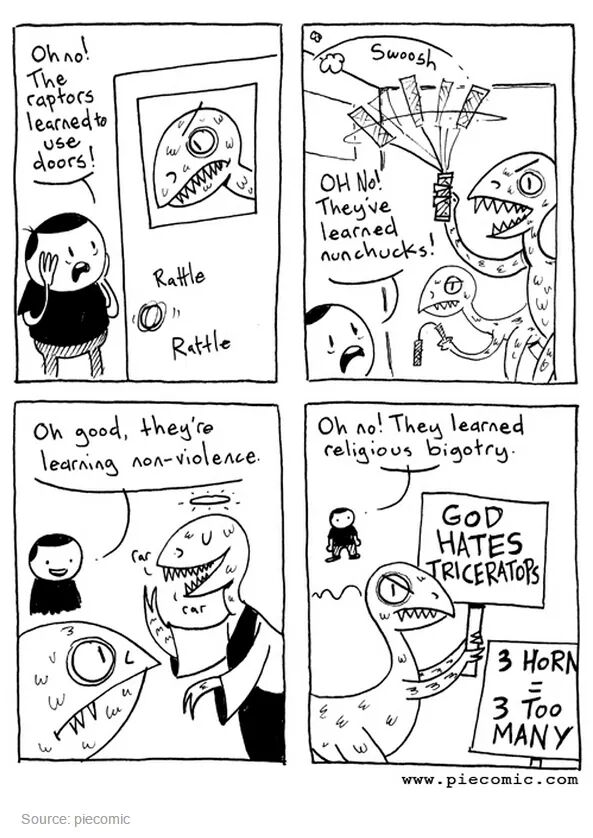 Oh no!
The
raptors
learned to
use
doors!
Rattle
Rattle
Swoosh
OH No!
They've
learned
nunchucks!
Oh good, they're
learning non-violence.
rar
rar
Oh no! They learned
religious bigotry.
GOD
HATES
TRICERATOPS
3 HORN
=
3 Too
MANY
www.piecomic.com
Source: piecomic